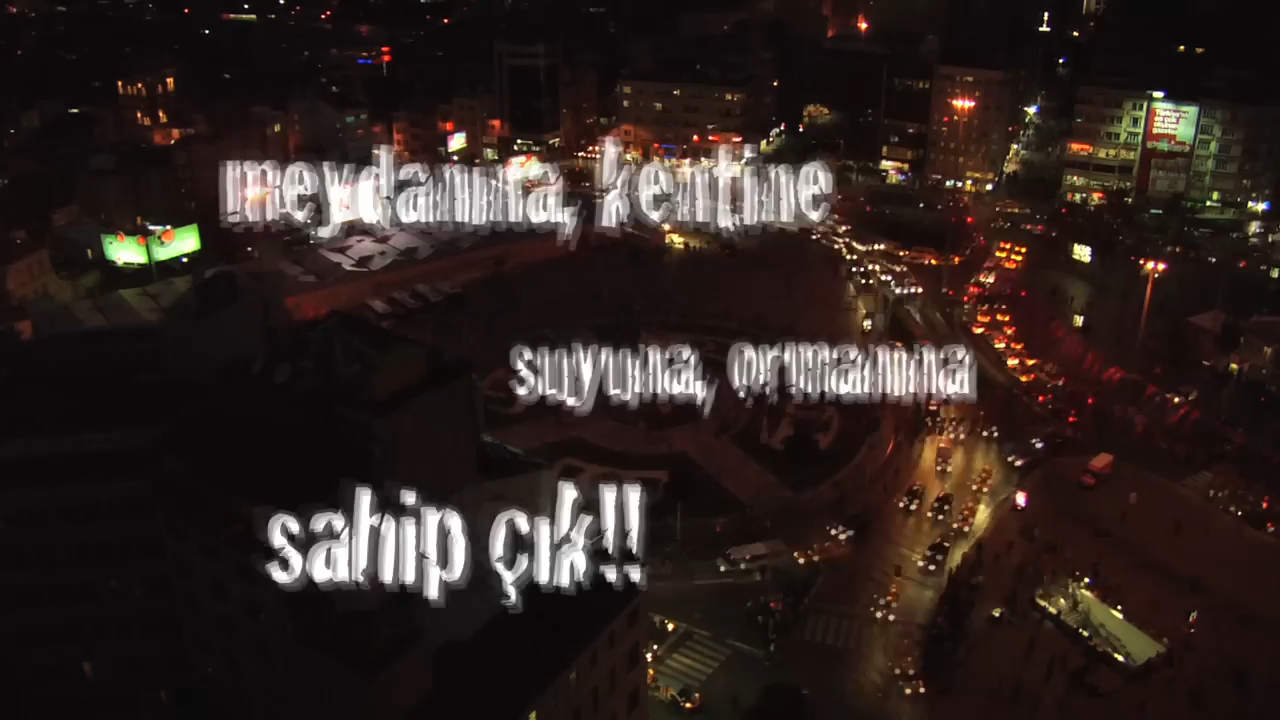 meydanına, kentine
suyuna, ormanına
sahip çık!!